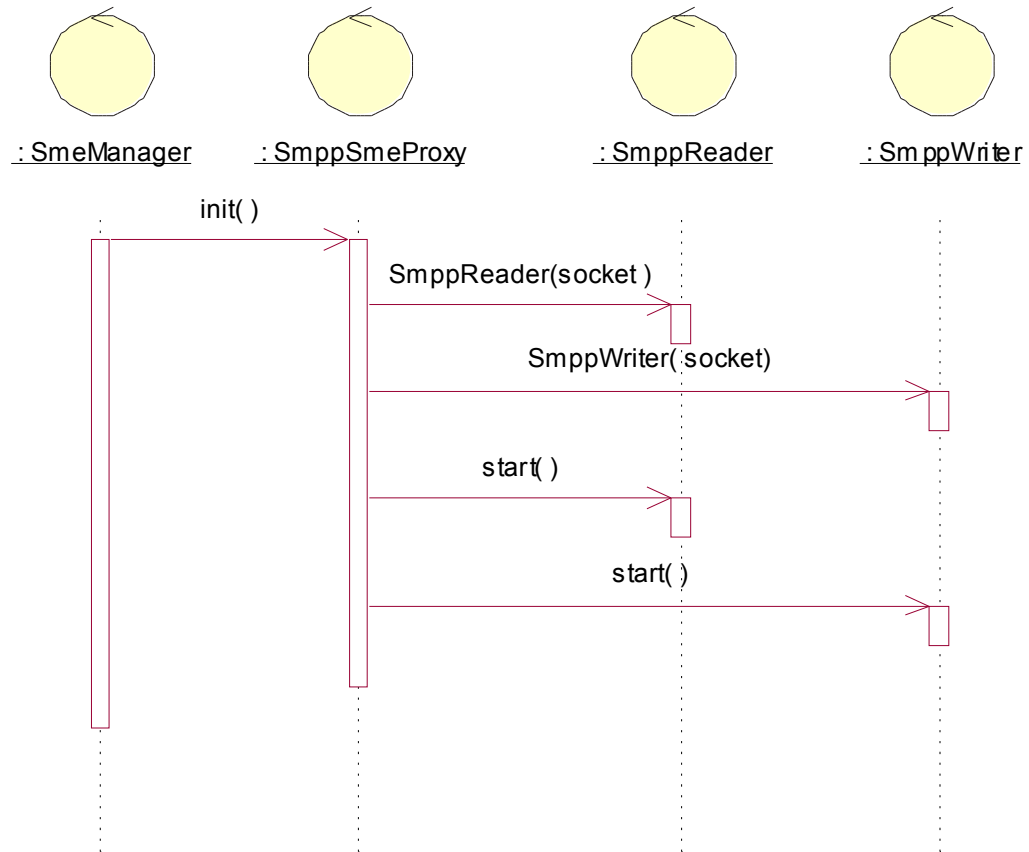 : SmeManager
: SmppSmeProxy
: SmppReader
: SmppWriter
init( )
SmppReader(socket )
SmppWriter( socket)
start( )
start( )